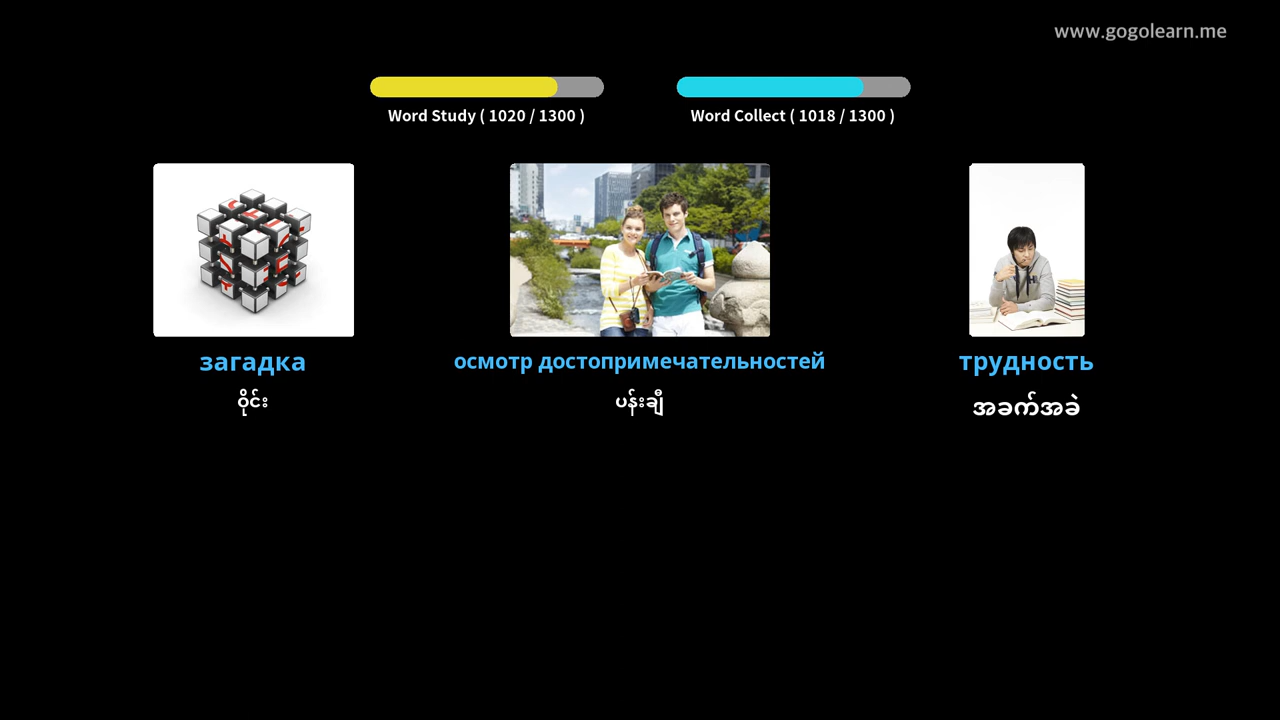 www.gogolearn.me
Word Study ( 1020 / 1300 )
Word Collect ( 1018 / 1300 )
загадка
осмотр достопримечательностей
трудность
ဝိုင်း
ပန်းချီ
အခက်အခဲ